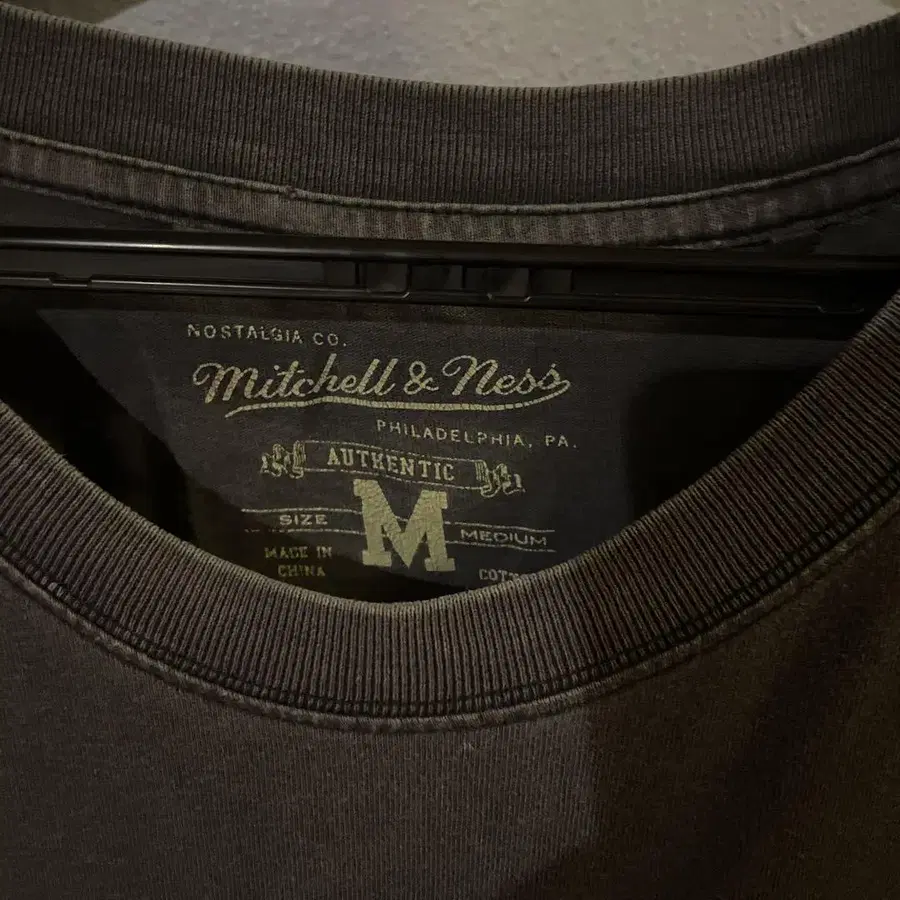 NOSTALGIA CO.
Mitchell & Ness
PHILADELPHIA, PA.
AUTHENTIC
M
SIZE
MEDIUM
MADE IN
CHINA